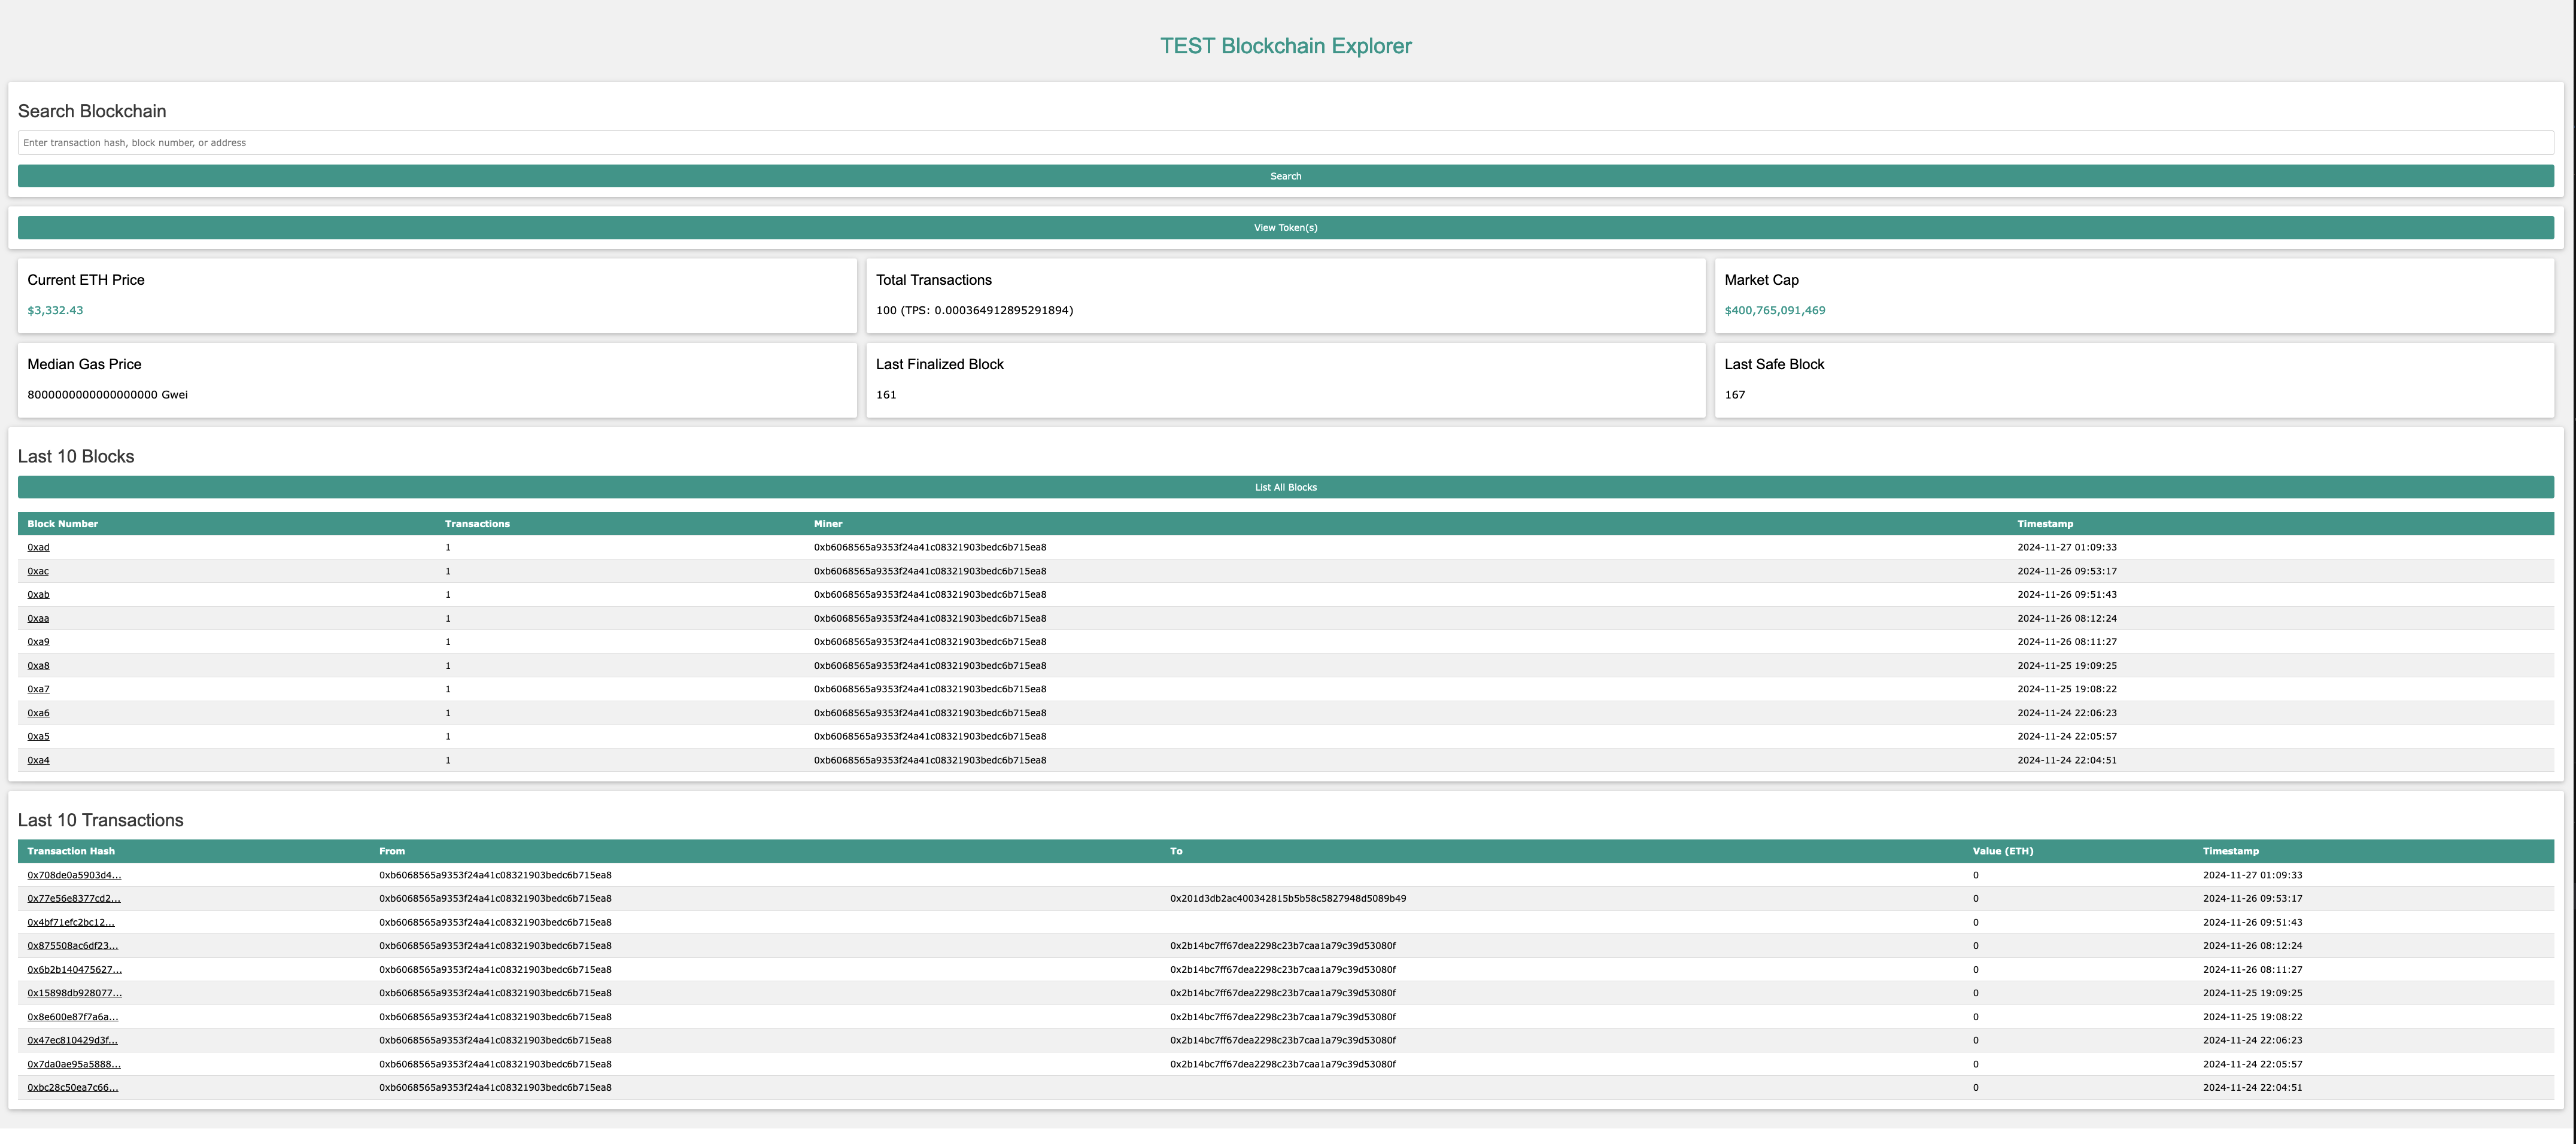 TEST Blockchain Explorer
Search Blockchain
Enter transaction hash, block number, or address
Search
View Token(s)
Current ETH Price
$3,332.43
Total Transactions
100 (TPS: 0.000364912895291894)
Market Cap
$400,765,091,469
Median Gas Price
8000000000000000000 Gwei
Last Finalized Block
161
Last Safe Block
167
Last 10 Blocks
List All Blocks
Block Number Transactions Miner Timestamp
0xad 1 0xb6068565a9353f24a41c08321903bedc6b715ea8 2024-11-27 01:09:33
0xac 1 0xb6068565a9353f24a41c08321903bedc6b715ea8 2024-11-26 09:53:17
0xab 1 0xb6068565a9353f24a41c08321903bedc6b715ea8 2024-11-26 09:51:43
0xaa 1 0xb6068565a9353f24a41c08321903bedc6b715ea8 2024-11-26 08:12:24
0xa9 1 0xb6068565a9353f24a41c08321903bedc6b715ea8 2024-11-26 08:11:27
0xa8 1 0xb6068565a9353f24a41c08321903bedc6b715ea8 2024-11-25 19:09:25
0xa7 1 0xb6068565a9353f24a41c08321903bedc6b715ea8 2024-11-25 19:08:22
0xa6 1 0xb6068565a9353f24a41c08321903bedc6b715ea8 2024-11-24 22:06:23
0xa5 1 0xb6068565a9353f24a41c08321903bedc6b715ea8 2024-11-24 22:05:57
0xa4 1 0xb6068565a9353f24a41c08321903bedc6b715ea8 2024-11-24 22:04:51
Last 10 Transactions
Transaction Hash From To Value (ETH) Timestamp
0x708de0a5903d4... 0xb6068565a9353f24a41c08321903bedc6b715ea8 0 2024-11-27 01:09:33
0x77e56e8377cd2... 0xb6068565a9353f24a41c08321903bedc6b715ea8 0x201d3db2ac400342815b5b58c5827948d5089b49 0 2024-11-26 09:53:17
0x4bf71efc2bc12... 0xb6068565a9353f24a41c08321903bedc6b715ea8 0 2024-11-26 09:51:43
0x875508ac6df23... 0xb6068565a9353f24a41c08321903bedc6b715ea8 0x2b14bc7ff67dea2298c23b7caa1a79c39d53080f 0 2024-11-26 08:12:24
0x6b2b140475627... 0xb6068565a9353f24a41c08321903bedc6b715ea8 0x2b14bc7ff67dea2298c23b7caa1a79c39d53080f 0 2024-11-26 08:11:27
0x15898db928077... 0xb6068565a9353f24a41c08321903bedc6b715ea8 0x2b14bc7ff67dea2298c23b7caa1a79c39d53080f 0 2024-11-25 19:09:25
0x8e600e87f7a6a... 0xb6068565a9353f24a41c08321903bedc6b715ea8 0x2b14bc7ff67dea2298c23b7caa1a79c39d53080f 0 2024-11-25 19:08:22
0x47ec810429d3f... 0xb6068565a9353f24a41c08321903bedc6b715ea8 0x2b14bc7ff67dea2298c23b7caa1a79c39d53080f 0 2024-11-24 22:06:23
0x7da0ae95a5888... 0xb6068565a9353f24a41c08321903bedc6b715ea8 0x2b14bc7ff67dea2298c23b7caa1a79c39d53080f 0 2024-11-24 22:05:57
0xbc28c50ea7c66... 0xb6068565a9353f24a41c08321903bedc6b715ea8 0 2024-11-24 22:04:51